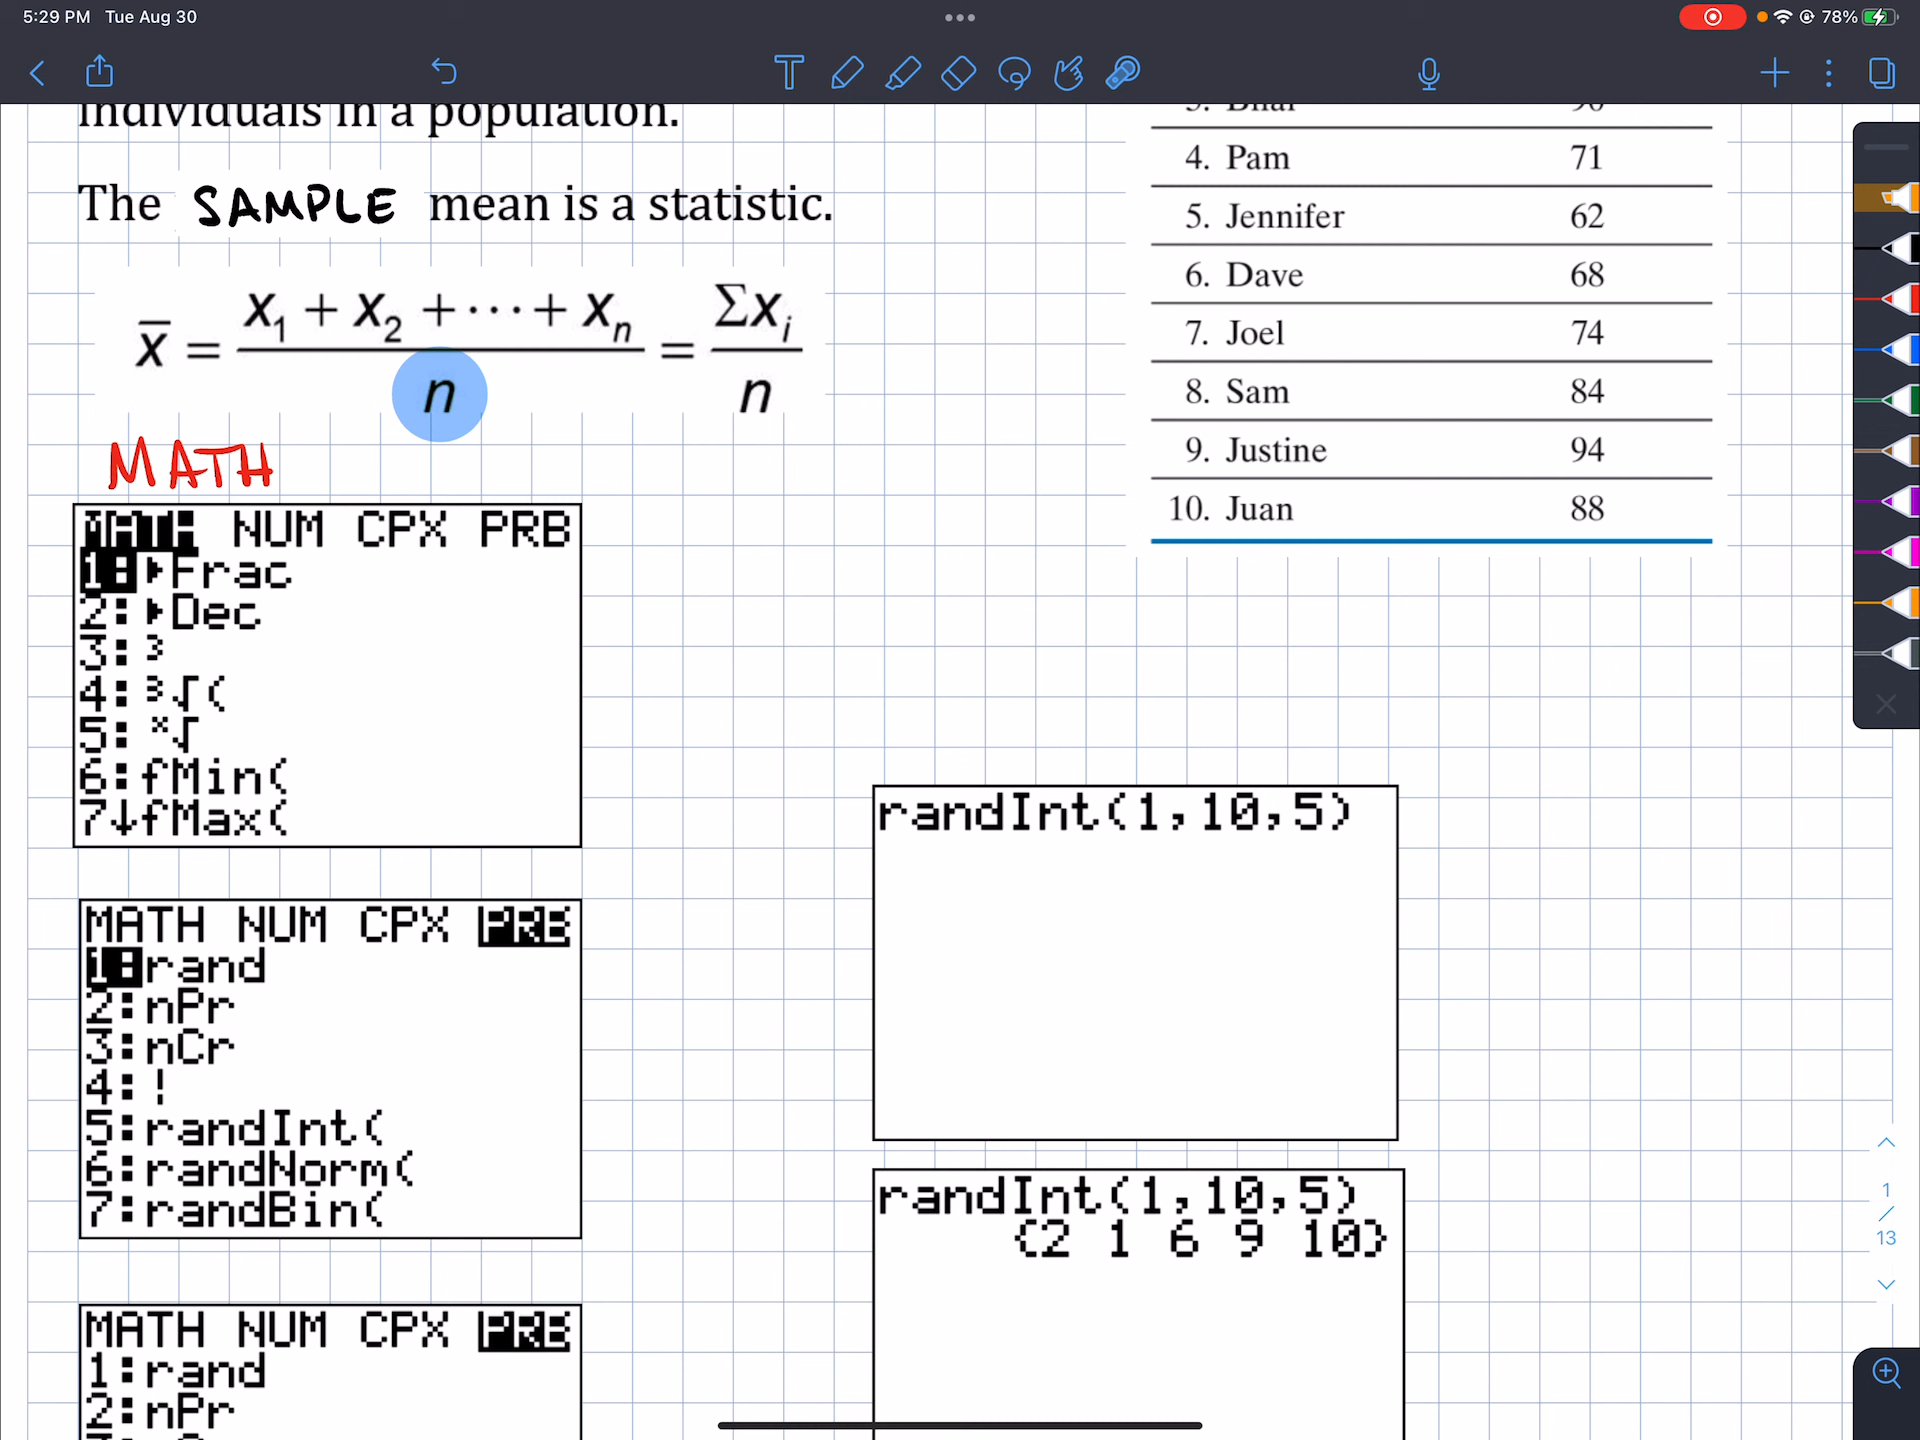 5:29 PM Tue Aug 30
78%
individuals in a population.
The SAMPLE mean is a statistic.
x̄ = x₁ + x₂ + ⋯ + xₙ / n = Σxᵢ / n
MATH
MATH NUM CPX PRB
1:►Frac
2:►Dec
3:³
4:³√(
5:ˣ√
6:fMin(
7↓fMax(
MATH NUM CPX PRB
1:rand
2:nPr
3:nCr
4:!
5:randInt(
6:randNorm(
7:randBin(
MATH NUM CPX PRB
1:rand
2:nPr
4. Pam 71
5. Jennifer 62
6. Dave 68
7. Joel 74
8. Sam 84
9. Justine 94
10. Juan 88
randInt(1,10,5)
randInt(1,10,5)
{2 1 6 9 10}
1
/
13